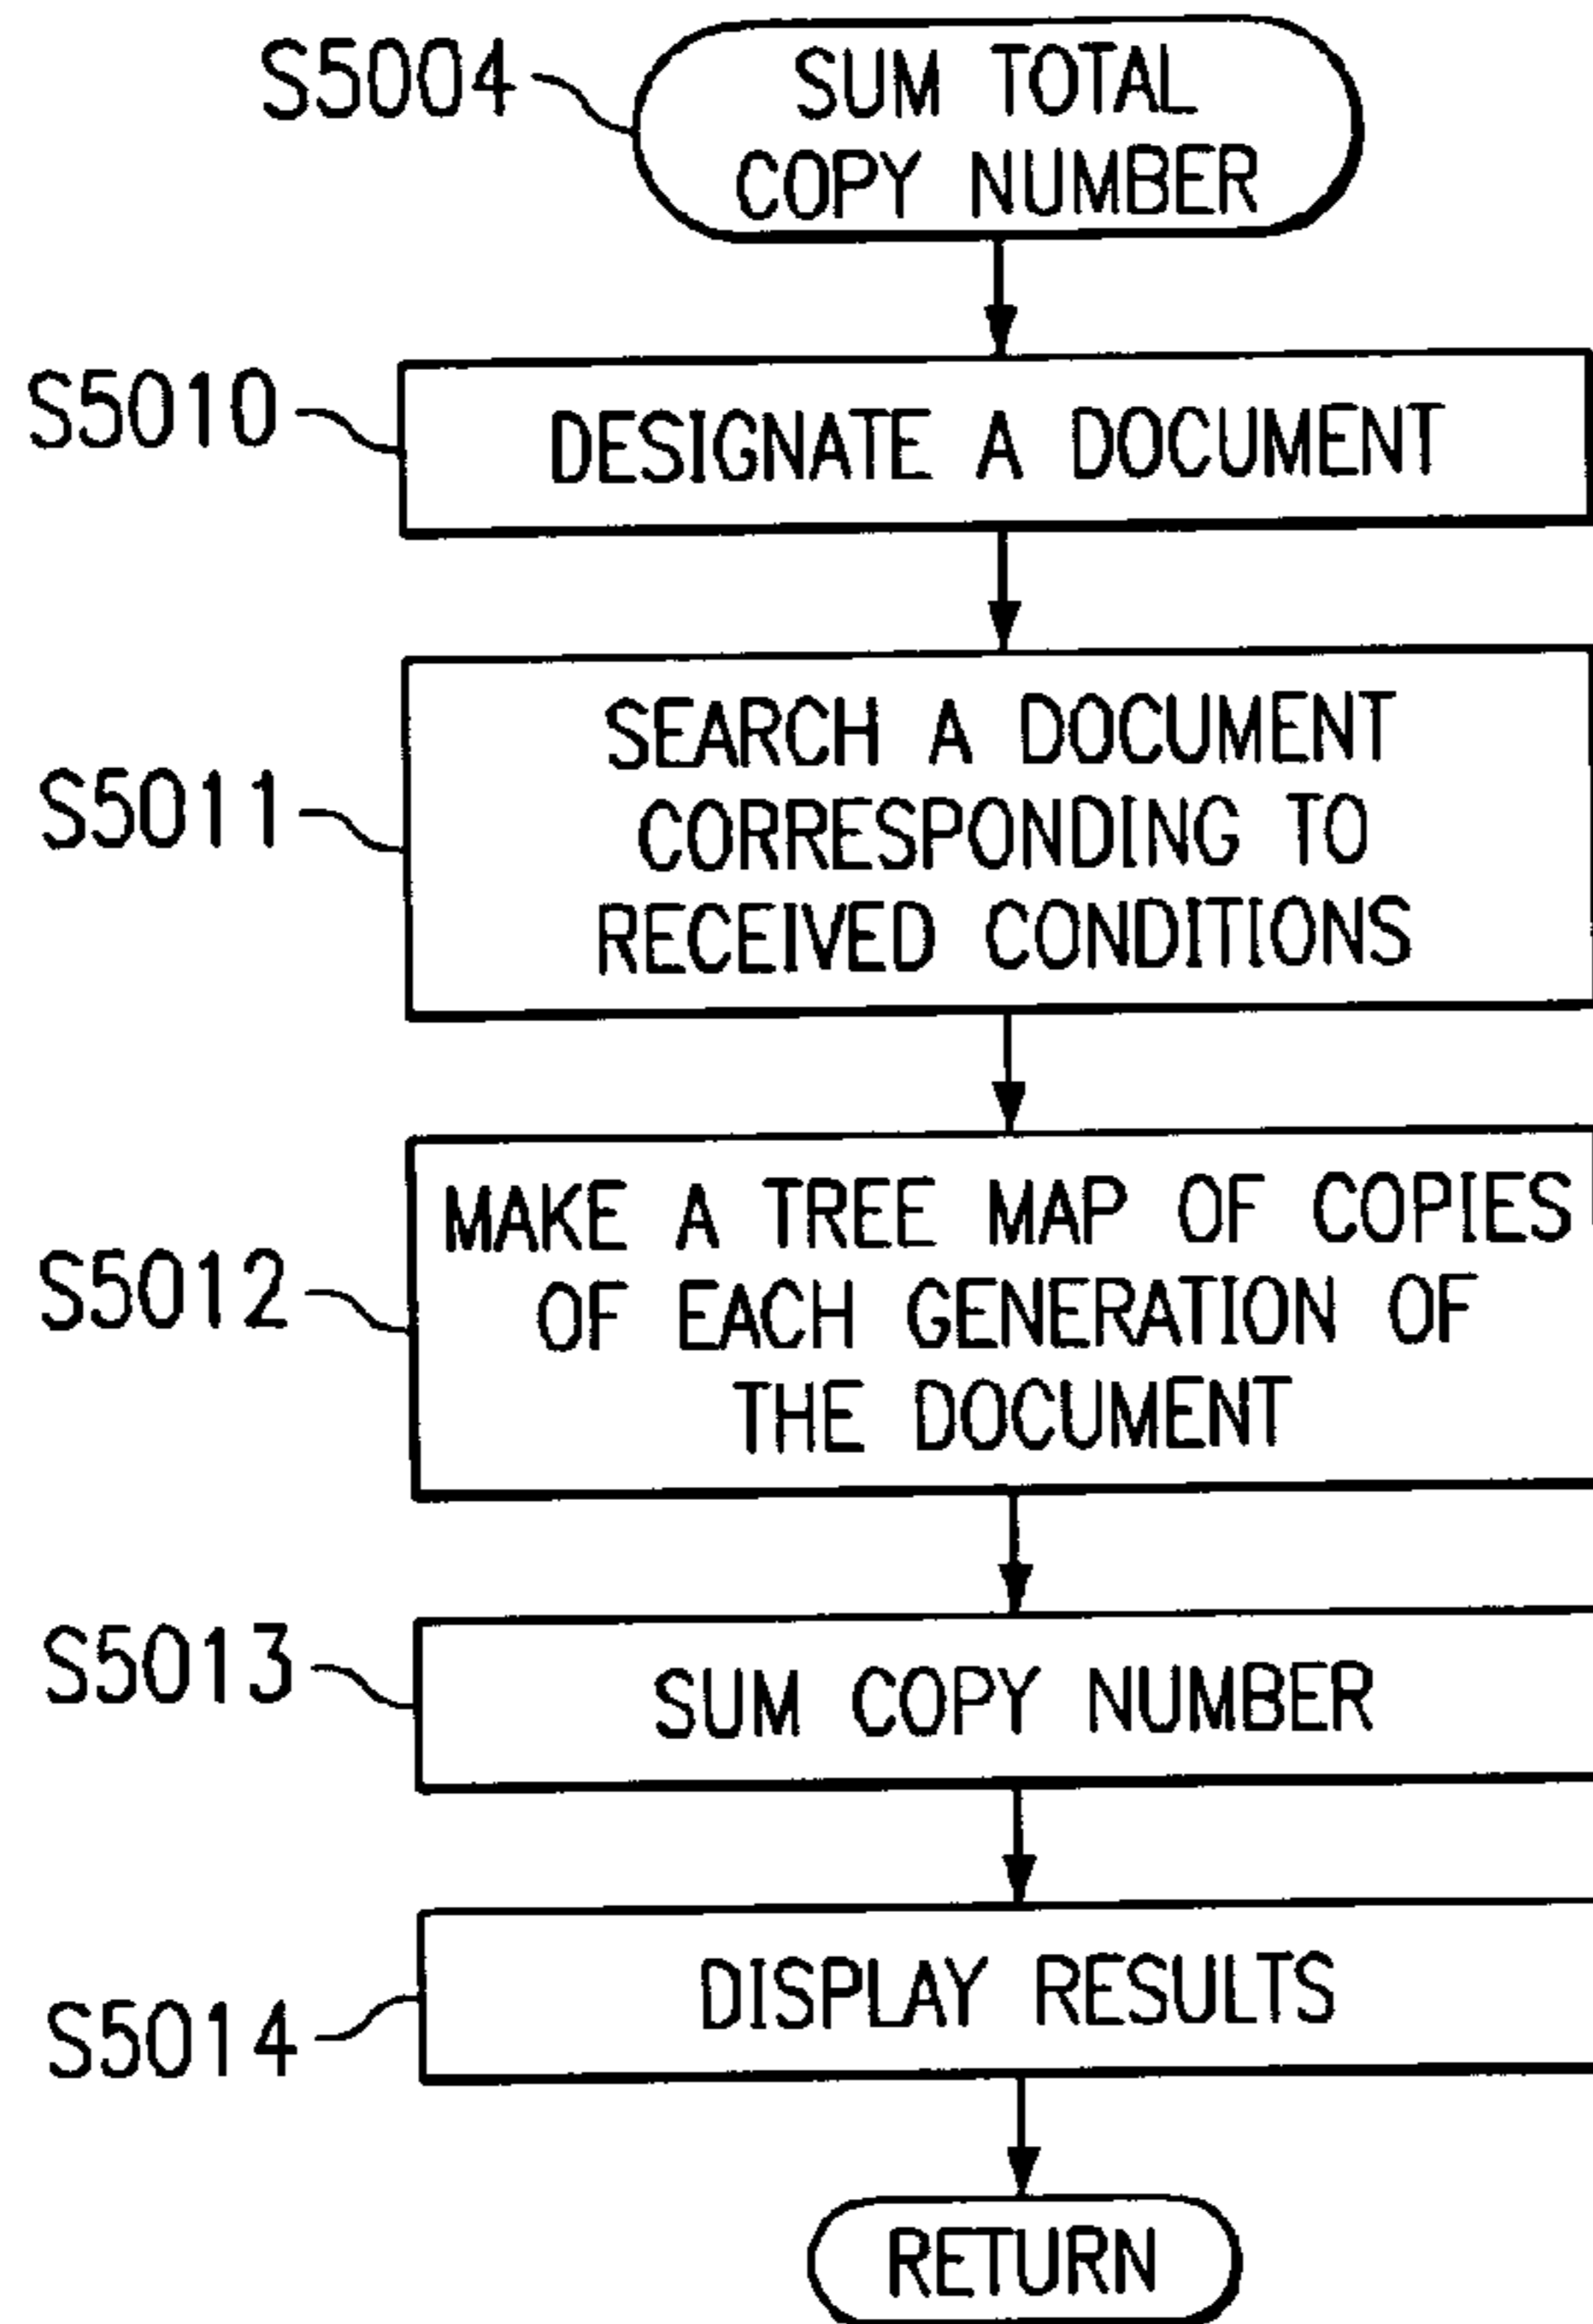 S5004
SUM TOTAL
COPY NUMBER
S5010
DESIGNATE A DOCUMENT
S5011
SEARCH A DOCUMENT
CORRESPONDING TO
RECEIVED CONDITIONS
S5012
MAKE A TREE MAP OF COPIES
OF EACH GENERATION OF
THE DOCUMENT
S5013
SUM COPY NUMBER
S5014
DISPLAY RESULTS
RETURN